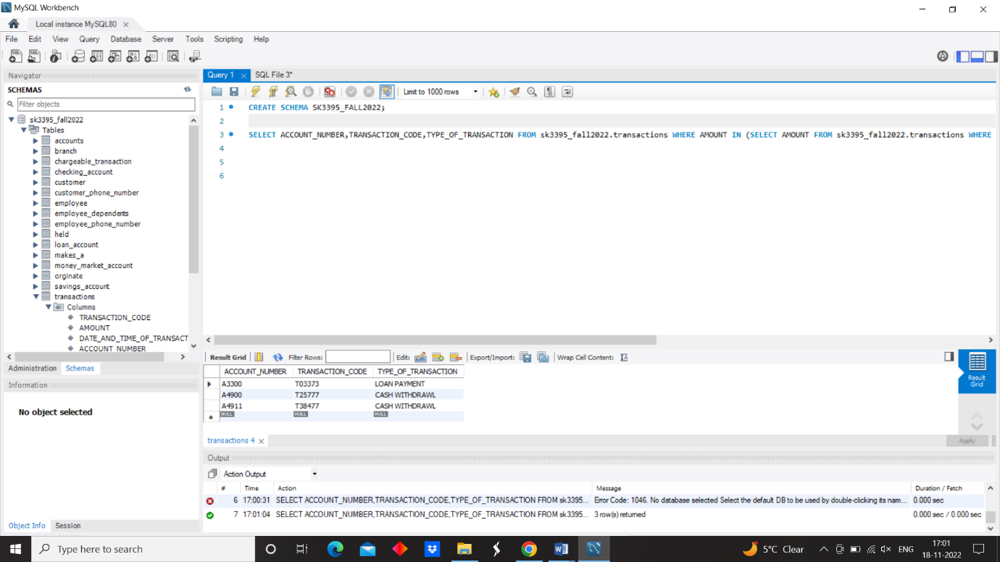 MySQL Workbench
Local instance MySQL80
File Edit View Query Database Server Tools Scripting Help
Navigator
SCHEMAS
Filter objects
sk3395_fall2022
Tables
accounts
branch
chargeable_transaction
checking_account
customer
customer_phone_number
employee
employee_dependents
employee_phone_number
held
loan_account
makes_a
money_market_account
orginate
savings_account
transactions
Columns
TRANSACTION_CODE
AMOUNT
DATE_AND_TIME_OF_TRANSACT
ACCOUNT_NUMBER
Administration Schemas
Information
No object selected
Object Info Session
Query 1 SQL File 3*
Limit to 1000 rows
1 CREATE SCHEMA SK3395_FALL2022;
2
3 SELECT ACCOUNT_NUMBER,TRANSACTION_CODE,TYPE_OF_TRANSACTION FROM sk3395_fall2022.transactions WHERE AMOUNT IN (SELECT AMOUNT FROM sk3395_fall2022.transactions WHERE
4
5
6
Result Grid Filter Rows: Edit: Export/Import: Wrap Cell Content:
ACCOUNT_NUMBER TRANSACTION_CODE TYPE_OF_TRANSACTION
A3300 T03373 LOAN PAYMENT
A4900 T25777 CASH WITHDRAWL
A4911 T38477 CASH WITHDRAWL
NULL NULL NULL
Result
Grid
transactions 4
Apply
Output
Action Output
# Time Action Message Duration / Fetch
6 17:00:31 SELECT ACCOUNT_NUMBER,TRANSACTION_CODE,TYPE_OF_TRANSACTION FROM sk3395... Error Code: 1046. No database selected Select the default DB to be used by double-clicking its nam... 0.000 sec
7 17:01:04 SELECT ACCOUNT_NUMBER,TRANSACTION_CODE,TYPE_OF_TRANSACTION FROM sk3395... 3 row(s) returned 0.000 sec / 0.000 sec
Type here to search
5°C Clear
ENG
17:01
18-11-2022